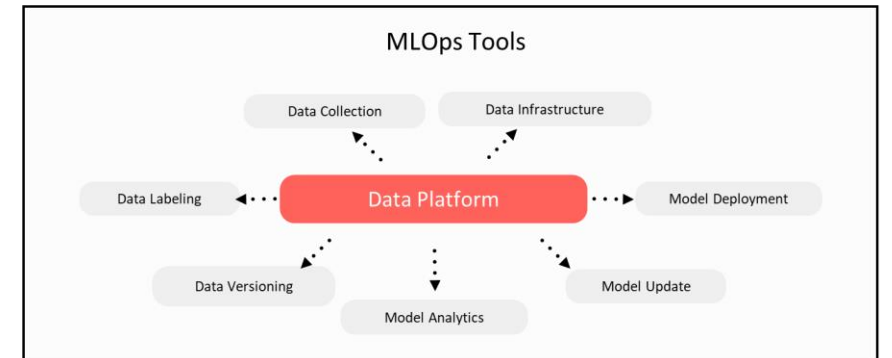 MLOps Tools
Data Collection
Data Infrastructure
Data Labeling
Data Platform
Model Deployment
Data Versioning
Model Update
Model Analytics